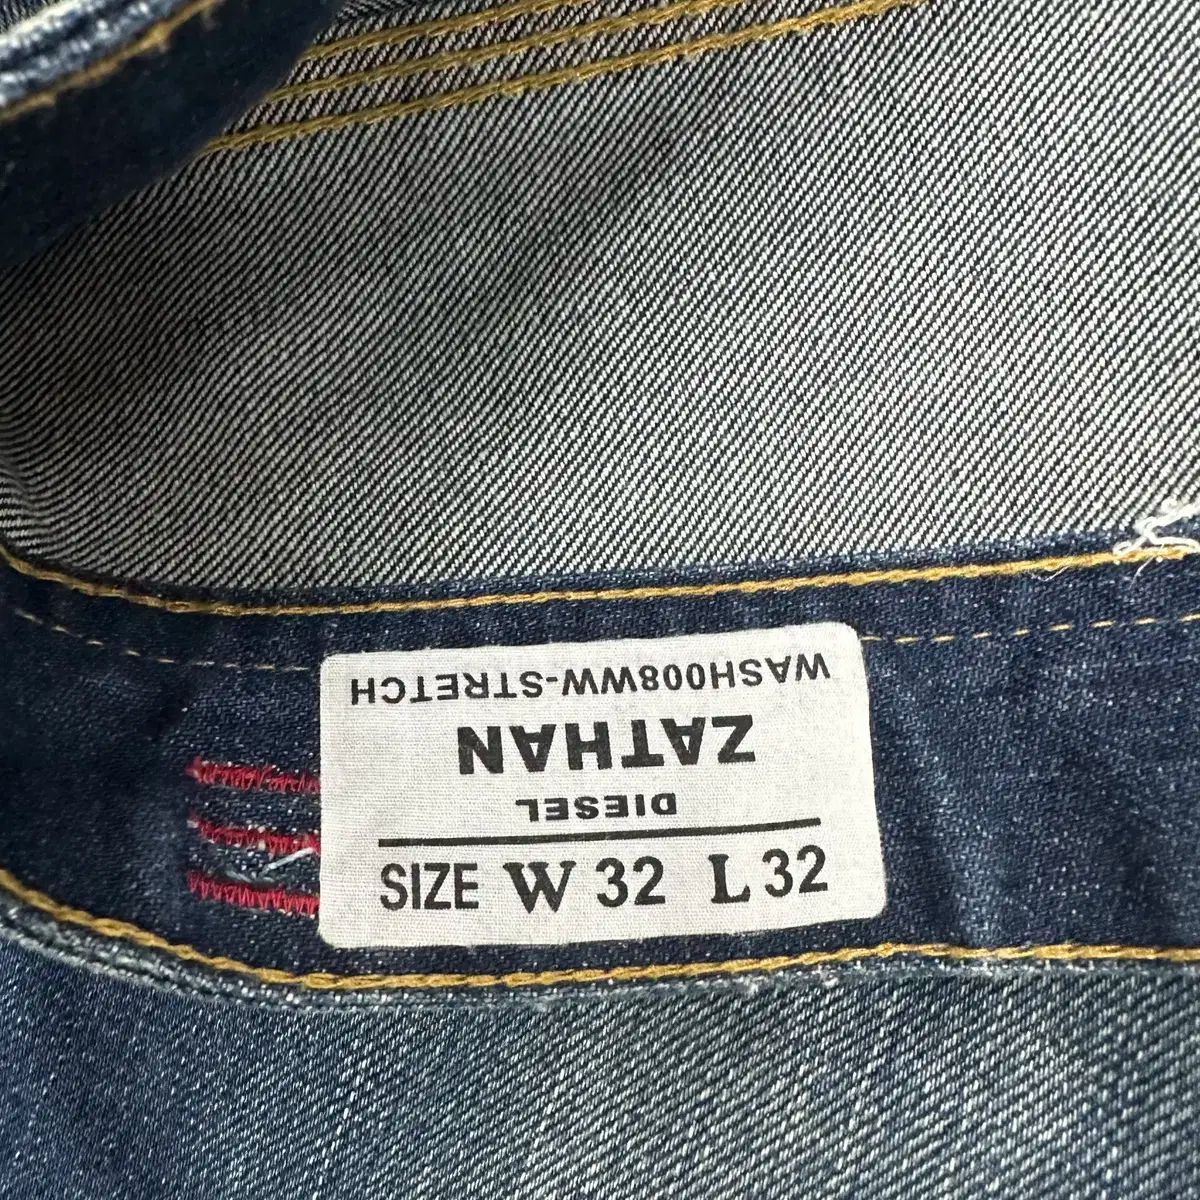 WASH008WW-STRETCH
ZATHAN
DIESEL
SIZE W 32 L 32